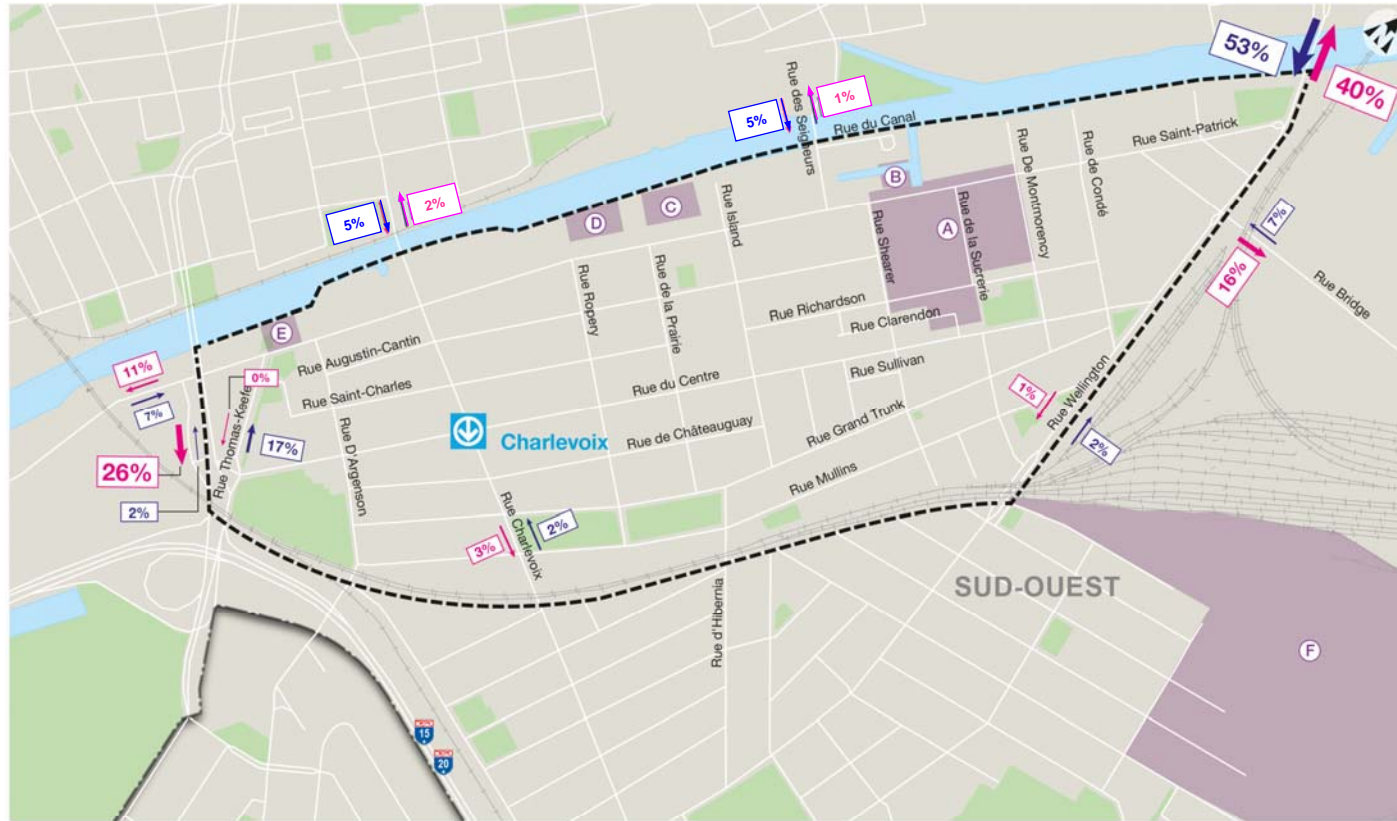 53%
N
40%
5%
1%
Rue des Seigneurs
Rue du Canal
Rue Saint-Patrick
Rue De Montmorency
Rue de Condé
5%
2%
B
D
C
Rue Island
Rue Shearer
A
Rue de la Sucrerie
7%
16%
Rue Bridge
Rue Ropery
Rue de la Prairie
Rue Richardson
Rue Clarendon
E
Rue Augustin-Cantin
11%
0%
7%
Rue Saint-Charles
Rue du Centre
Rue Sullivan
1%
Rue Wellington
Rue Thomas-Keefe
17%
Rue D'Argenson
Charlevoix
Rue de Châteauguay
Rue Grand Trunk
2%
26%
2%
Rue Mullins
Rue Charlevoix
2%
3%
SUD-OUEST
Rue d'Hibernia
F
15
20